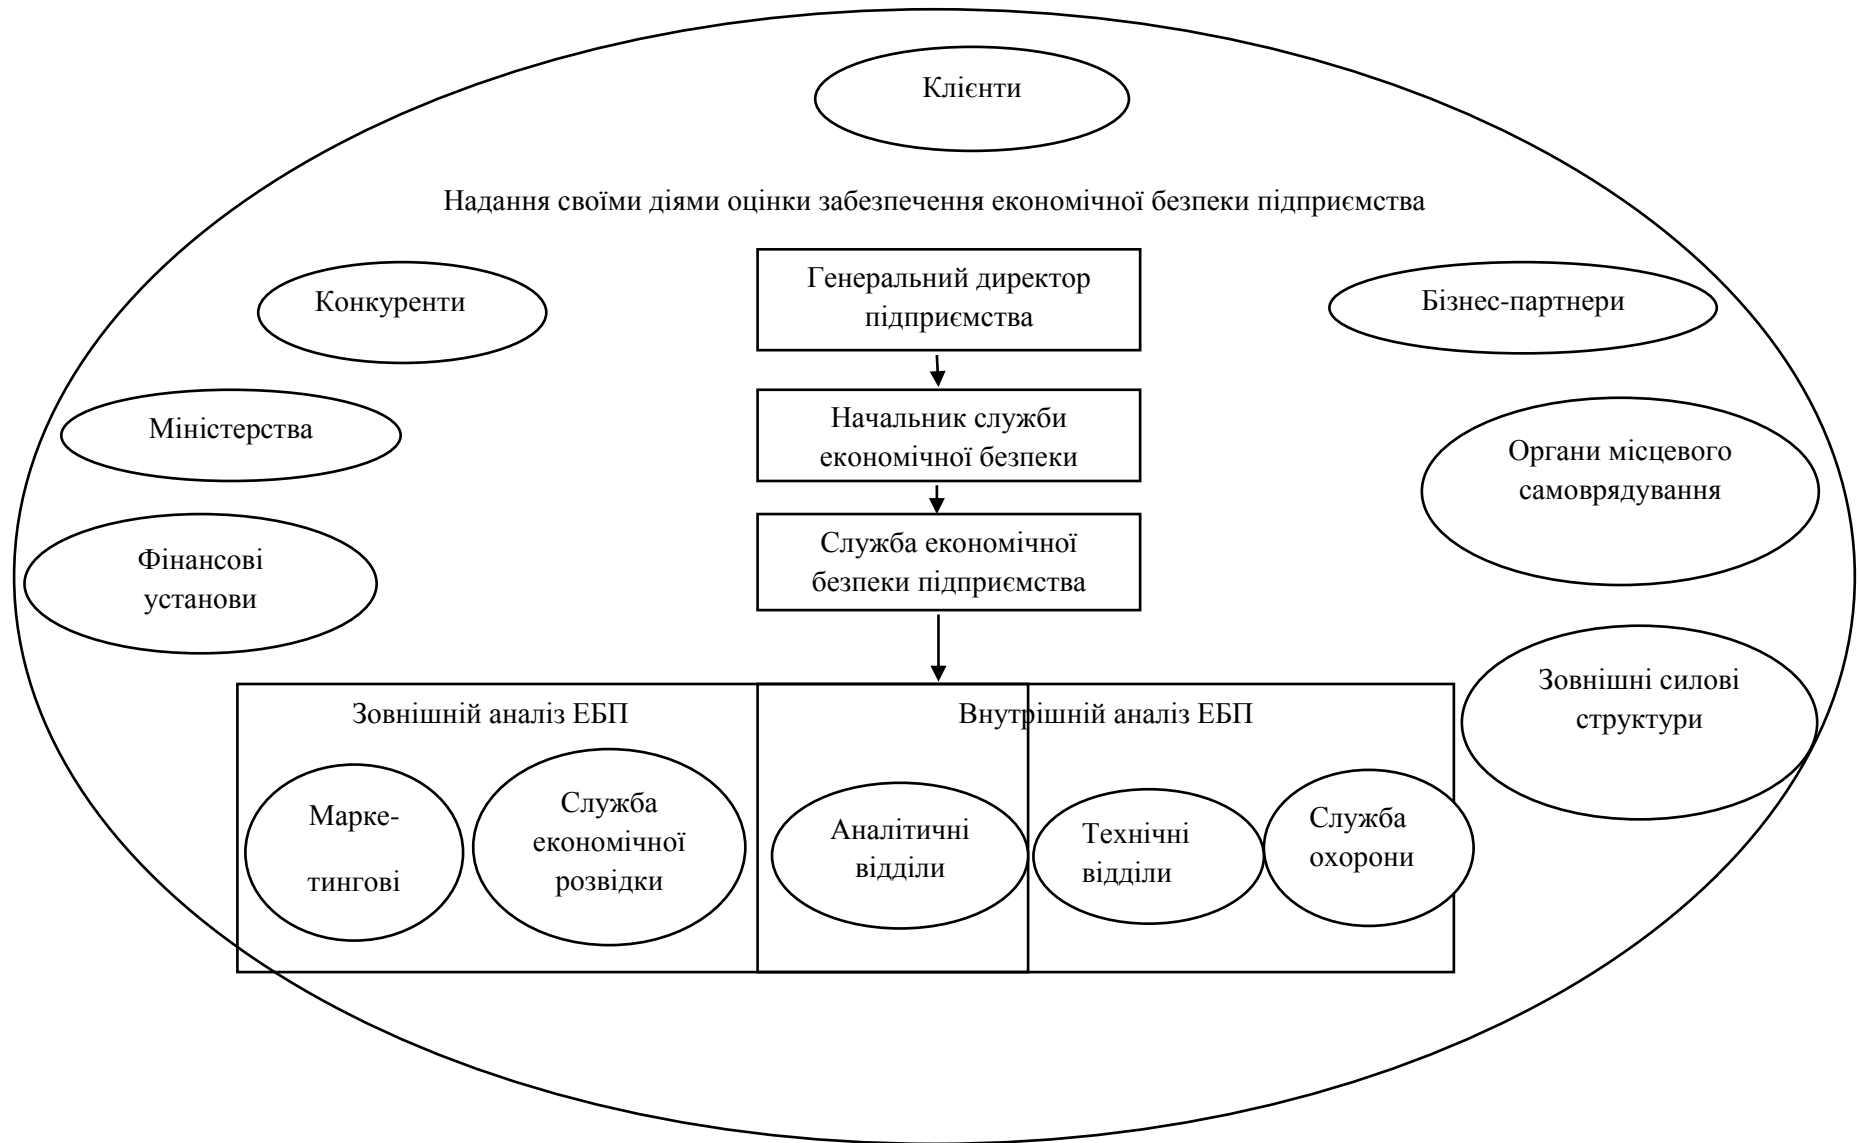 Клієнти
Надання своїми діями оцінки забезпечення економічної безпеки підприємства
Конкуренти
Генеральний директор
підприємства
Бізнес-партнери
Міністерства
Начальник служби
економічної безпеки
Органи місцевого
самоврядування
Фінансові
установи
Служба економічної
безпеки підприємства
Зовнішні силові
структури
Зовнішній аналіз ЕБП
Внутрішній аналіз ЕБП
Марке-
тингові
Служба
економічної
розвідки
Аналітичні
відділи
Технічні
відділи
Служба
охорони